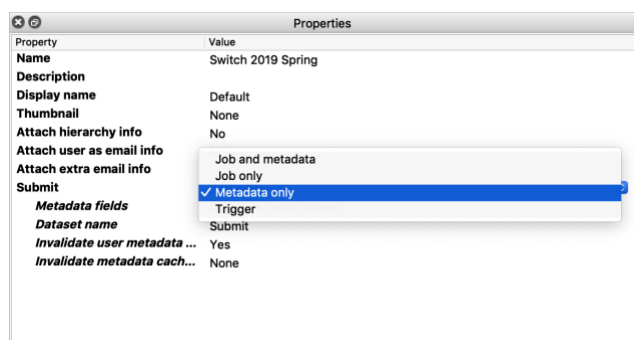 Properties
Property Value
Name Switch 2019 Spring
Description
Display name Default
Thumbnail None
Attach hierarchy info No
Attach user as email info
Attach extra email info
Job and metadata
Job only
Submit ✓ Metadata only
Metadata fields Trigger
Dataset name Submit
Invalidate user metadata ... Yes
Invalidate metadata cach... None